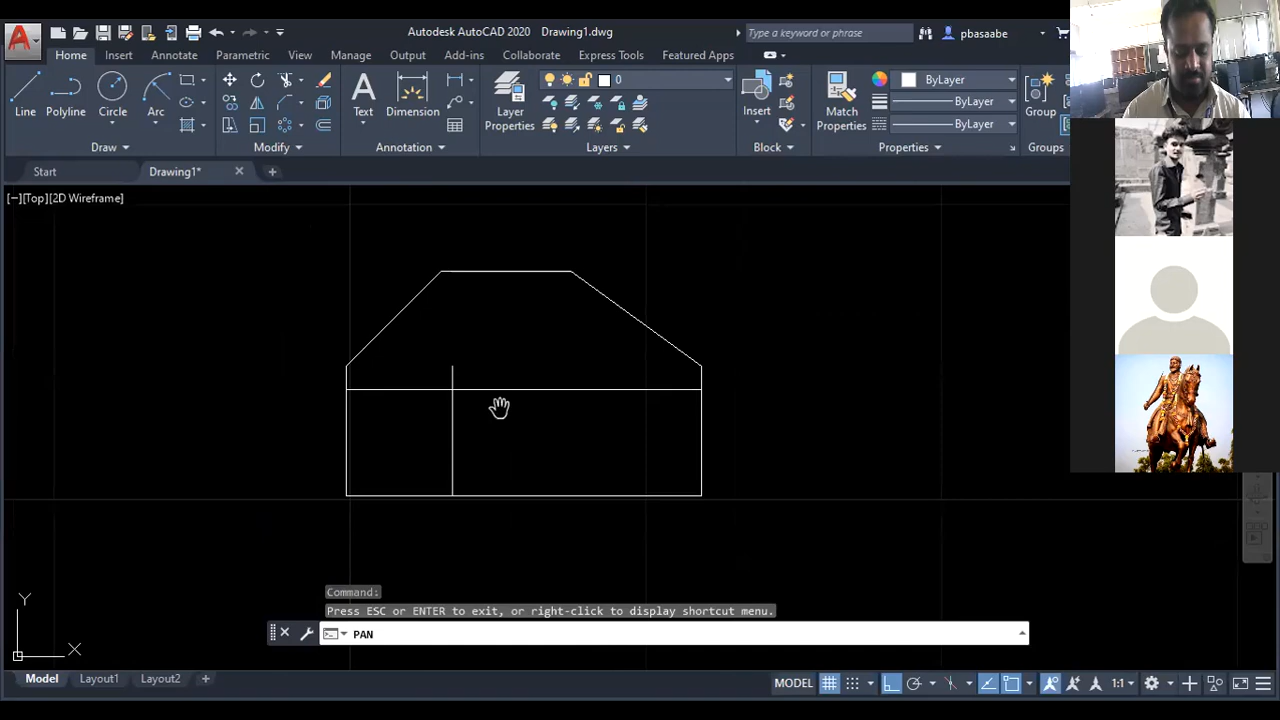 Autodesk AutoCAD 2020 Drawing1.dwg
Type a keyword or phrase
pbasaabe
Home Insert Annotate Parametric View Manage Output Add-ins Collaborate Express Tools Featured Apps
Line Polyline Circle Arc
Text Dimension
Layer Properties
0
Insert
Match Properties
ByLayer
ByLayer
ByLayer
Group
Draw Modify Annotation Layers Block Properties Groups
Start Drawing1*
[−][Top][2D Wireframe]
Y
X
Command:
Press ESC or ENTER to exit, or right-click to display shortcut menu.
PAN
Model Layout1 Layout2 +
MODEL 1:1